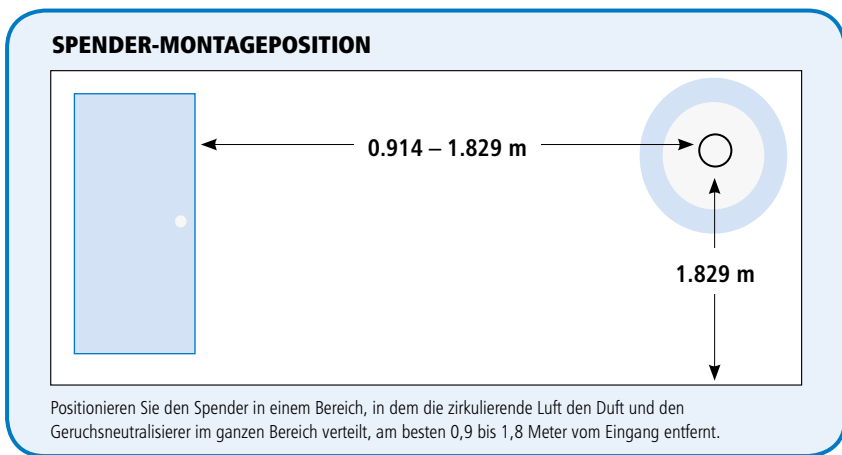 SPENDER-MONTAGEPOSITION
0.914 – 1.829 m
1.829 m
Positionieren Sie den Spender in einem Bereich, in dem die zirkulierende Luft den Duft und den
Geruchsneutralisierer im ganzen Bereich verteilt, am besten 0,9 bis 1,8 Meter vom Eingang entfernt.